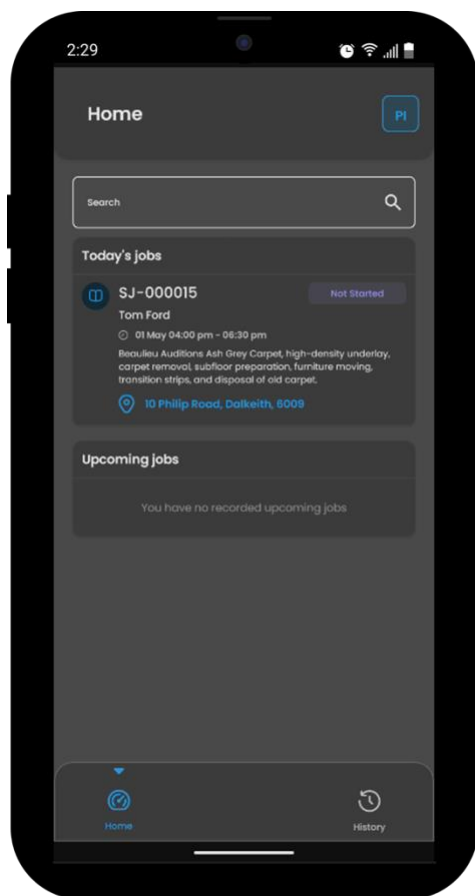 2:29
Home
PI
Search
Today's jobs
SJ-000015
Not Started
Tom Ford
01 May 04:00 pm - 06:30 pm
Beaulieu Auditions Ash Grey Carpet, high-density underlay,
carpet removal, subfloor preparation, furniture moving,
transition strips, and disposal of old carpet.
10 Philip Road, Dalkeith, 6009
Upcoming jobs
You have no recorded upcoming jobs
Home
History